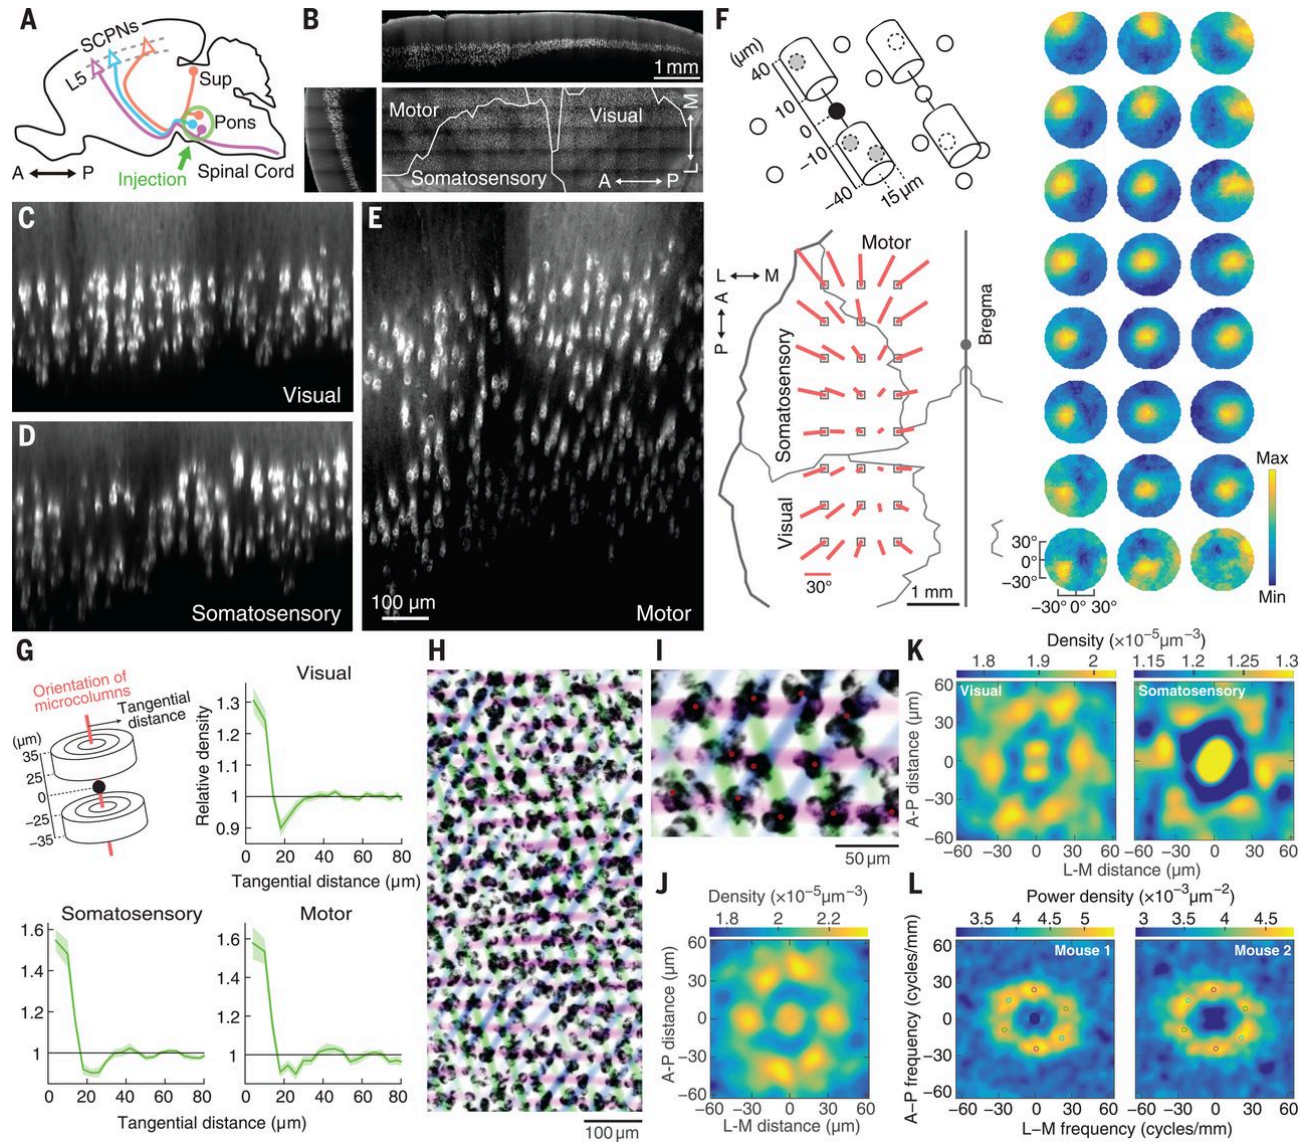 A
SCPNs
L5
Sup
Pons
A P
Injection
Spinal Cord
B
1 mm
Motor
Visual
Somatosensory
M
L
A P
C
Visual
D
Somatosensory
E
100 µm
Motor
F
(µm)
40
10
0
−10
−40
15 µm
L M
A
P
Motor
Somatosensory
Visual
Bregma
30°
1 mm
Max
Min
30°
0°
−30°
−30° 0° 30°
G
Orientation of
microcolumns
Tangential
distance
(µm)
35
25
0
−25
−35
Visual
Relative density
1.3
1.2
1.1
1
0.9
0 20 40 60 80
Tangential distance (µm)
Somatosensory
1.6
1.4
1.2
1
0 20 40 60 80
Motor
1.6
1.4
1.2
1
0 20 40 60 80
Tangential distance (µm)
H
100 µm
I
50 µm
J
Density (×10⁻⁵µm⁻³)
1.8 2 2.2
A-P distance (µm)
60
30
0
−30
−60
−60 −30 0 30 60
L-M distance (µm)
K
Density (×10⁻⁵µm⁻³)
1.8 1.9 2
1.15 1.2 1.25 1.3
Visual
Somatosensory
A-P distance (µm)
60
30
0
−30
−60
−60 −30 0 30 60
−60 −30 0 30 60
L-M distance (µm)
L
Power density (×10⁻³µm⁻²)
3.5 4 4.5 5
3 3.5 4 4.5
Mouse 1
Mouse 2
A–P frequency (cycles/mm)
60
30
0
−30
−60
−60 −30 0 30 60
−60 −30 0 30 60
L–M frequency (cycles/mm)